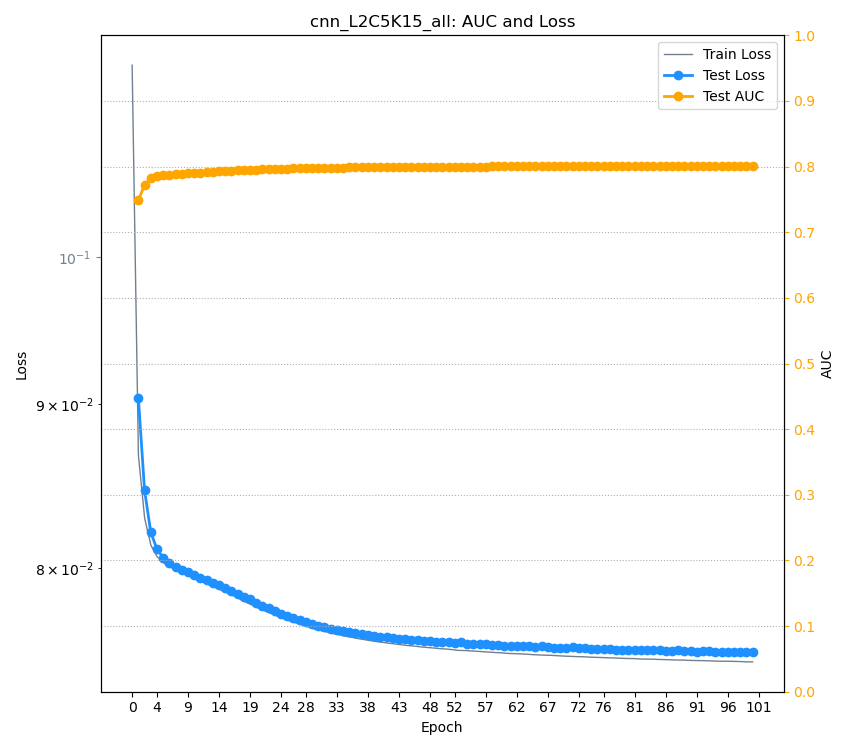 cnn_L2C5K15_all: AUC and Loss
Train Loss
Test Loss
Test AUC
Loss
10⁻¹
9 × 10⁻²
8 × 10⁻²
1.0
0.9
0.8
0.7
0.6
0.5
0.4
0.3
0.2
0.1
0.0
AUC
0 4 9 14 19 24 28 33 38 43 48 52 57 62 67 72 76 81 86 91 96 101
Epoch